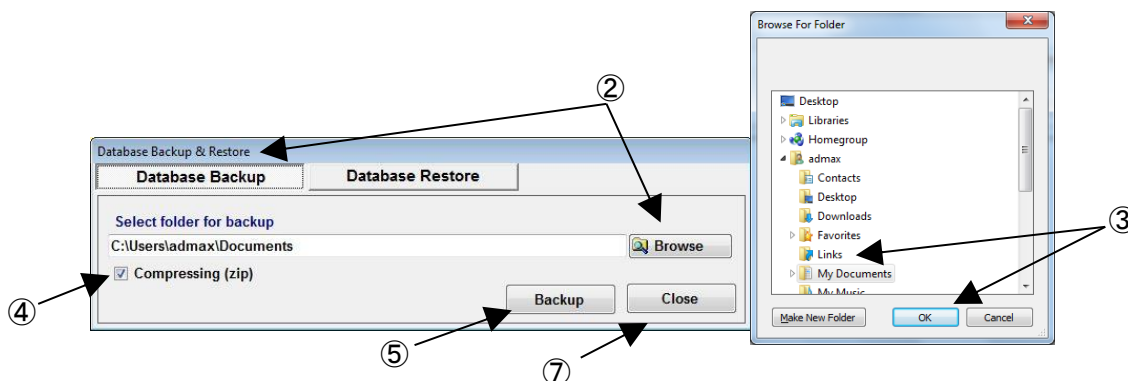 Browse For Folder
②
Desktop
Libraries
Homegroup
admax
Contacts
Desktop
Downloads
Favorites
Links
My Documents
My Music
Make New Folder
OK
Cancel
③
Database Backup & Restore
Database Backup
Database Restore
Select folder for backup
C:\Users\admax\Documents
Browse
Compressing (zip)
④
Backup
Close
⑤
⑦